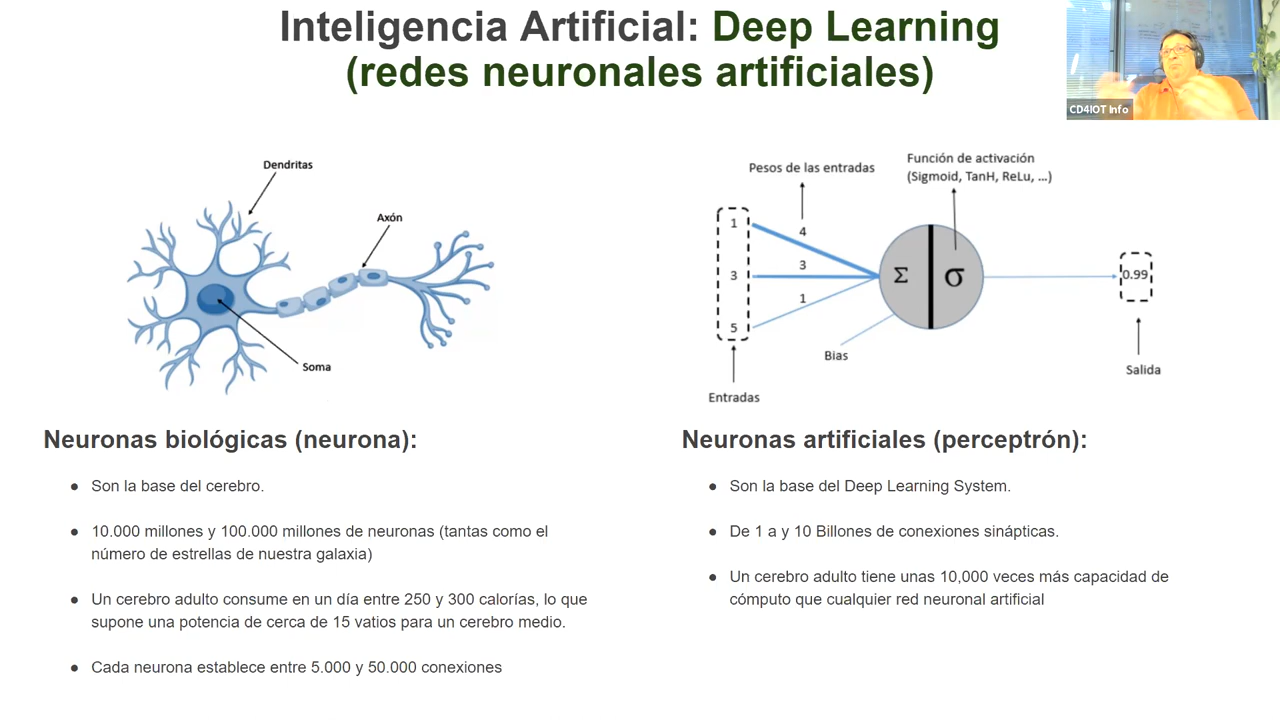 Inteligencia Artificial: Deep Learning
(redes neuronales artificiales)
CD4IOT Info
Dendritas
Axón
Soma
Pesos de las entradas
Función de activación
(Sigmoid, TanH, ReLu, ...)
1
4
3
3
1
5
Σ
σ
0.99
Bias
Entradas
Salida
Neuronas biológicas (neurona):
● Son la base del cerebro.
● 10.000 millones y 100.000 millones de neuronas (tantas como el
número de estrellas de nuestra galaxia)
● Un cerebro adulto consume en un día entre 250 y 300 calorías, lo que
supone una potencia de cerca de 15 vatios para un cerebro medio.
● Cada neurona establece entre 5.000 y 50.000 conexiones
Neuronas artificiales (perceptrón):
● Son la base del Deep Learning System.
● De 1 a y 10 Billones de conexiones sinápticas.
● Un cerebro adulto tiene unas 10,000 veces más capacidad de
cómputo que cualquier red neuronal artificial